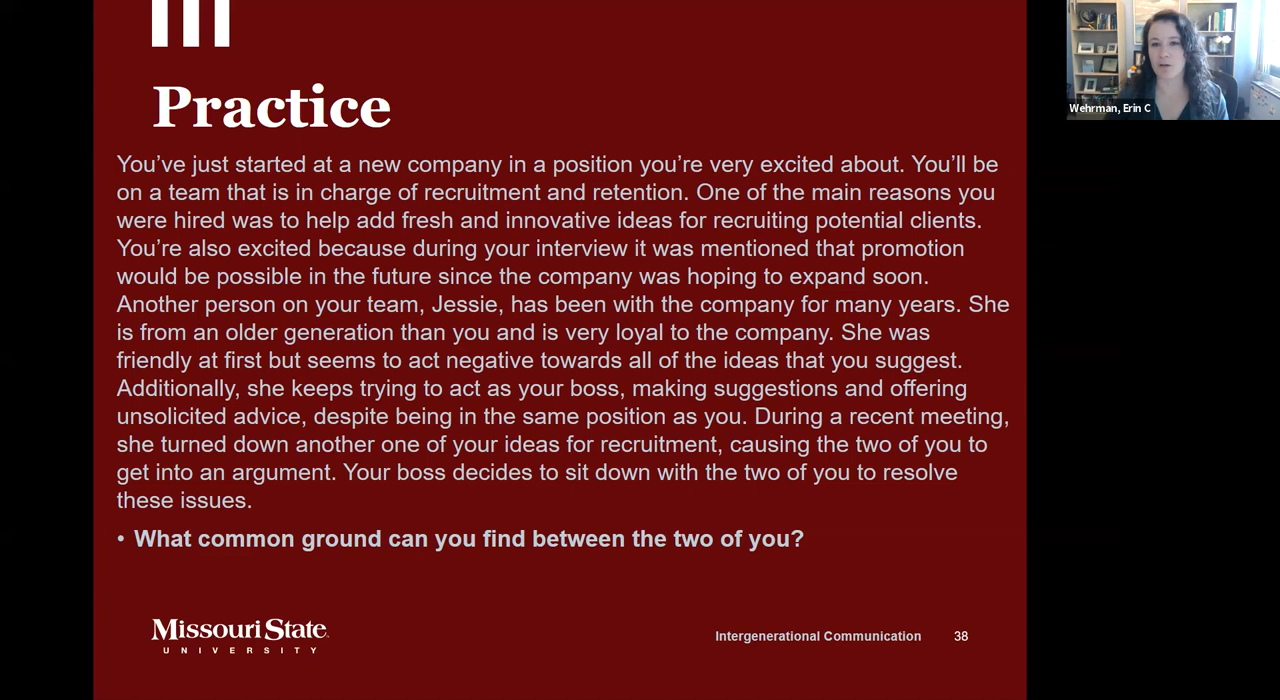 Practice
You’ve just started at a new company in a position you’re very excited about. You’ll be
on a team that is in charge of recruitment and retention. One of the main reasons you
were hired was to help add fresh and innovative ideas for recruiting potential clients.
You’re also excited because during your interview it was mentioned that promotion
would be possible in the future since the company was hoping to expand soon.
Another person on your team, Jessie, has been with the company for many years. She
is from an older generation than you and is very loyal to the company. She was
friendly at first but seems to act negative towards all of the ideas that you suggest.
Additionally, she keeps trying to act as your boss, making suggestions and offering
unsolicited advice, despite being in the same position as you. During a recent meeting,
she turned down another one of your ideas for recruitment, causing the two of you to
get into an argument. Your boss decides to sit down with the two of you to resolve
these issues.
• What common ground can you find between the two of you?
Missouri State
UNIVERSITY
Intergenerational Communication 38
Wehrman, Erin C